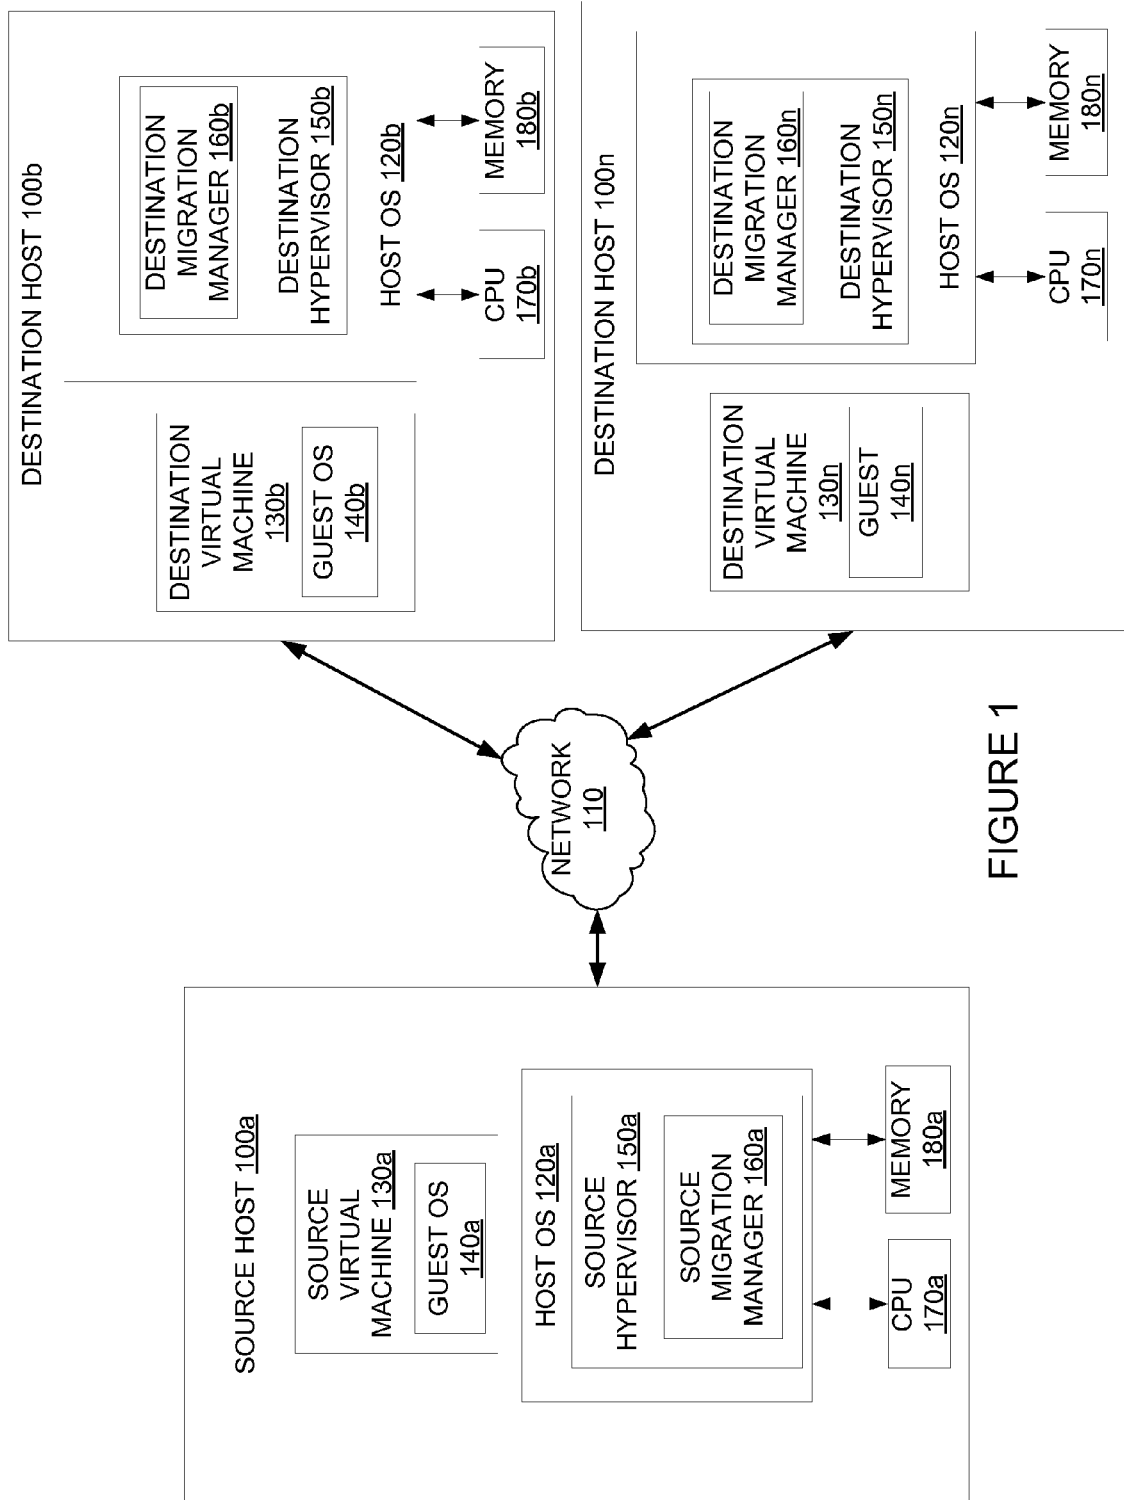 DESTINATION HOST 100b
DESTINATION
VIRTUAL
MACHINE
130b
GUEST OS
140b
DESTINATION
MIGRATION
MANAGER 160b
DESTINATION
HYPERVISOR 150b
HOST OS 120b
CPU
170b
MEMORY
180b
DESTINATION HOST 100n
DESTINATION
VIRTUAL
MACHINE
130n
GUEST
140n
DESTINATION
MIGRATION
MANAGER 160n
DESTINATION
HYPERVISOR 150n
HOST OS 120n
CPU
170n
MEMORY
180n
NETWORK
110
SOURCE HOST 100a
SOURCE
VIRTUAL
MACHINE 130a
GUEST OS
140a
HOST OS 120a
SOURCE
HYPERVISOR 150a
SOURCE
MIGRATION
MANAGER 160a
CPU
170a
MEMORY
180a
FIGURE 1